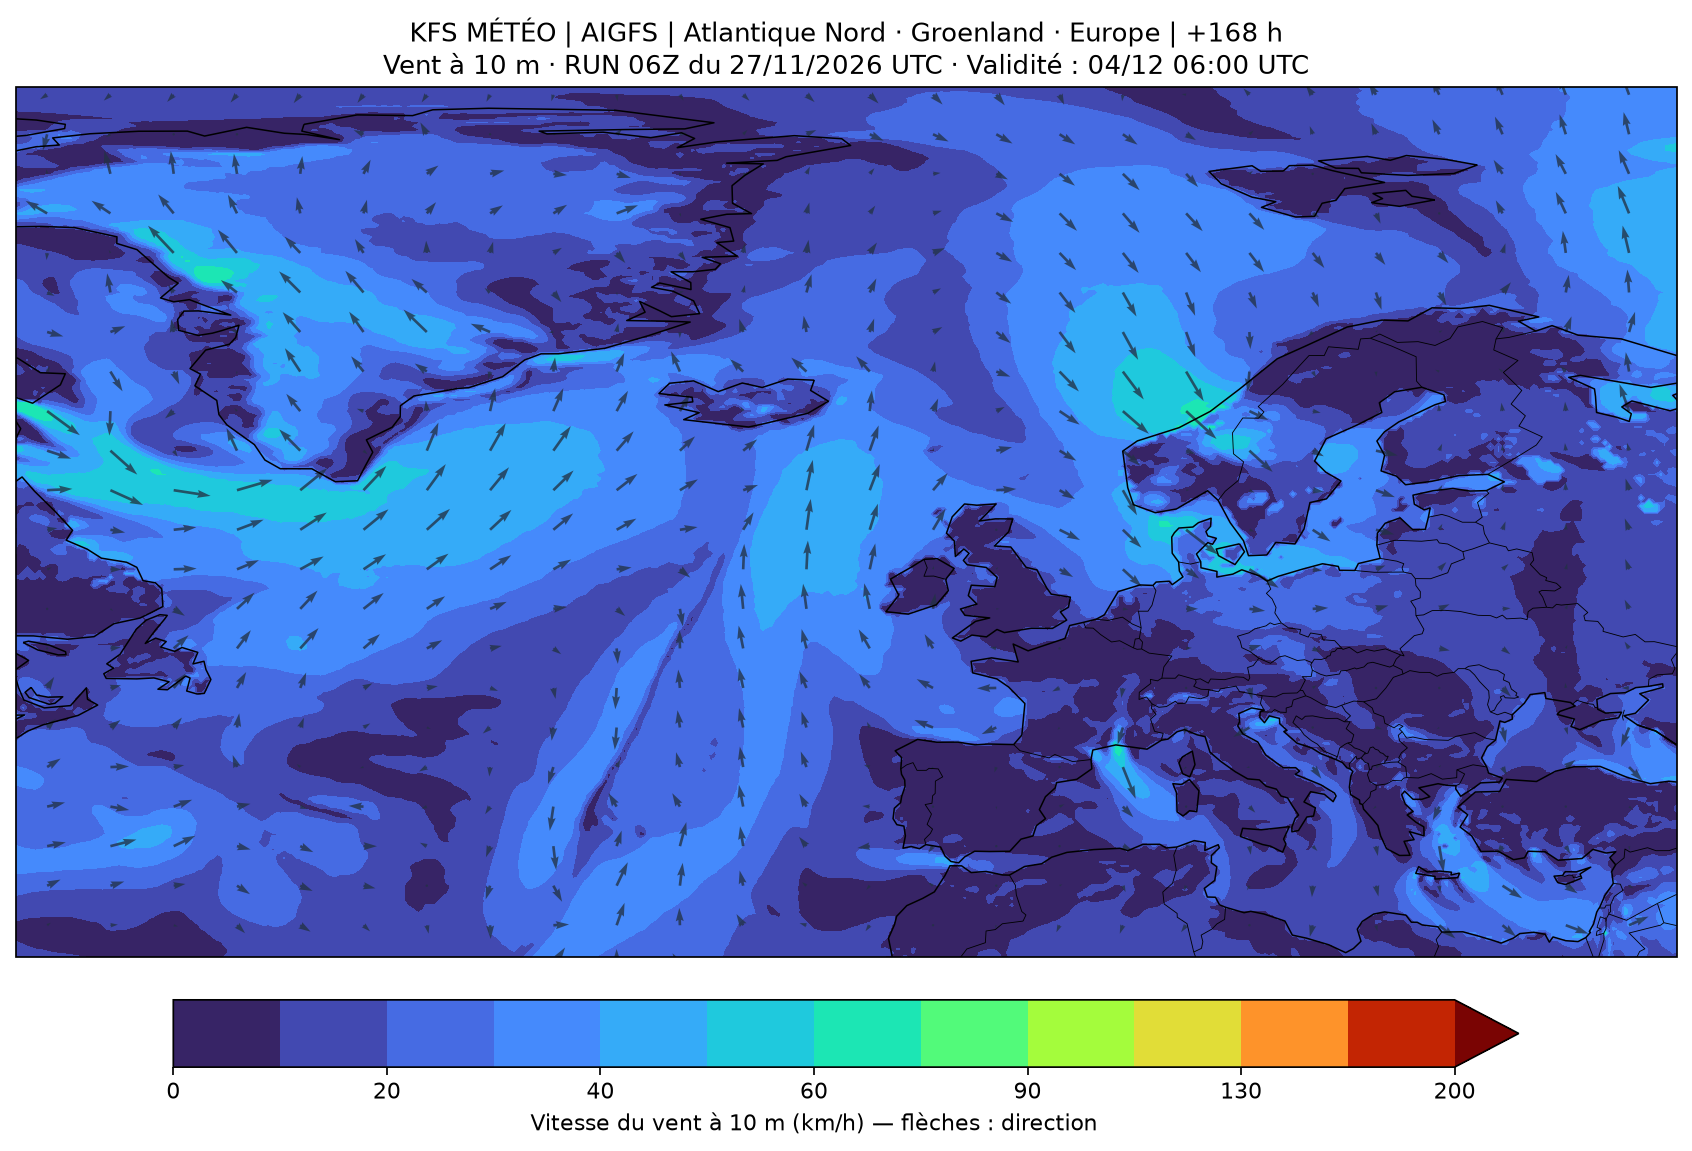 KFS MÉTÉO | AIGFS | Atlantique Nord · Groenland · Europe | +168 h
Vent à 10 m · RUN 06Z du 27/11/2026 UTC · Validité : 04/12 06:00 UTC
0 20 40 60 90 130 200
Vitesse du vent à 10 m (km/h) — flèches : direction